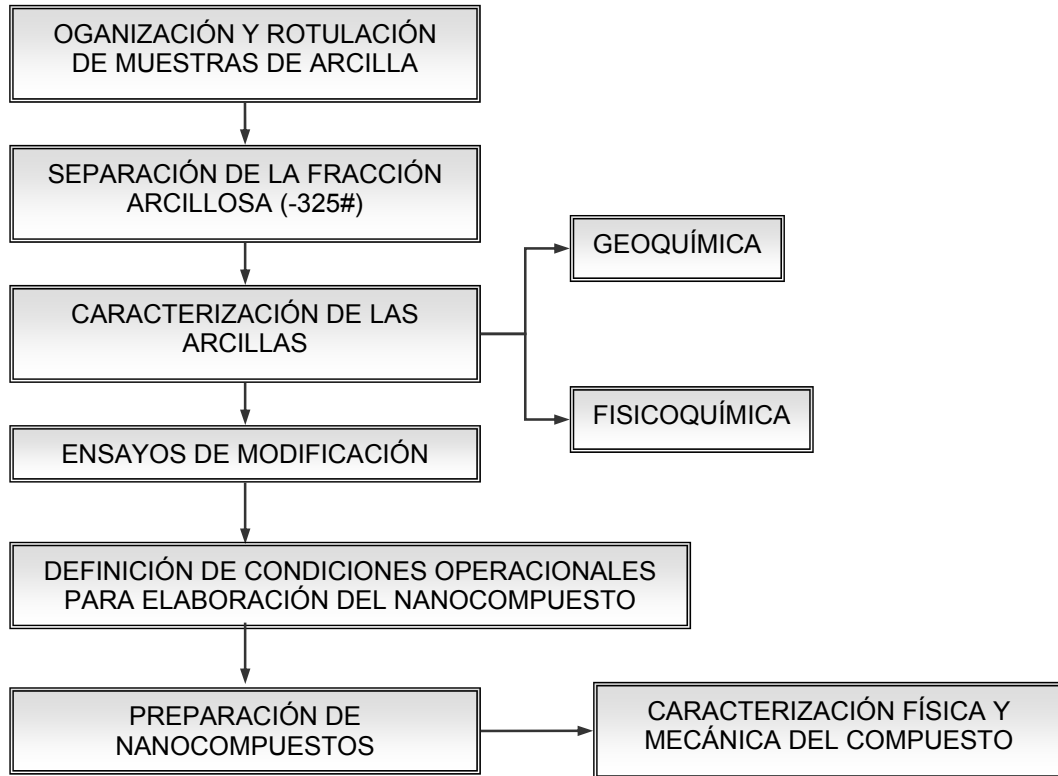 OGANIZACIÓN Y ROTULACIÓN
DE MUESTRAS DE ARCILLA
SEPARACIÓN DE LA FRACCIÓN
ARCILLOSA (-325#)
GEOQUÍMICA
CARACTERIZACIÓN DE LAS
ARCILLAS
FISICOQUÍMICA
ENSAYOS DE MODIFICACIÓN
DEFINICIÓN DE CONDICIONES OPERACIONALES
PARA ELABORACIÓN DEL NANOCOMPUESTO
PREPARACIÓN DE
NANOCOMPUESTOS
CARACTERIZACIÓN FÍSICA Y
MECÁNICA DEL COMPUESTO